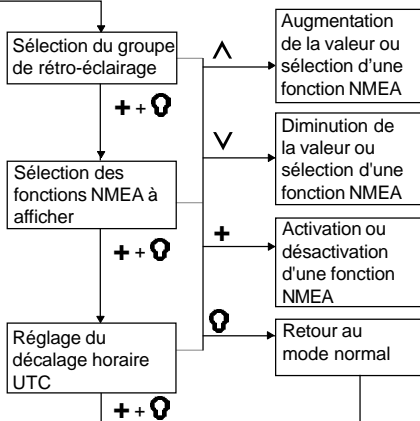 Sélection du groupe
de rétro-éclairage
+ +
Sélection des
fonctions NMEA à
afficher
+ +
Réglage du
décalage horaire
UTC
+ +
Augmentation
de la valeur ou
sélection d'une
fonction NMEA
Diminution de
la valeur ou
sélection d'une
fonction NMEA
+
Activation ou
désactivation
d'une fonction
NMEA
Retour au
mode normal